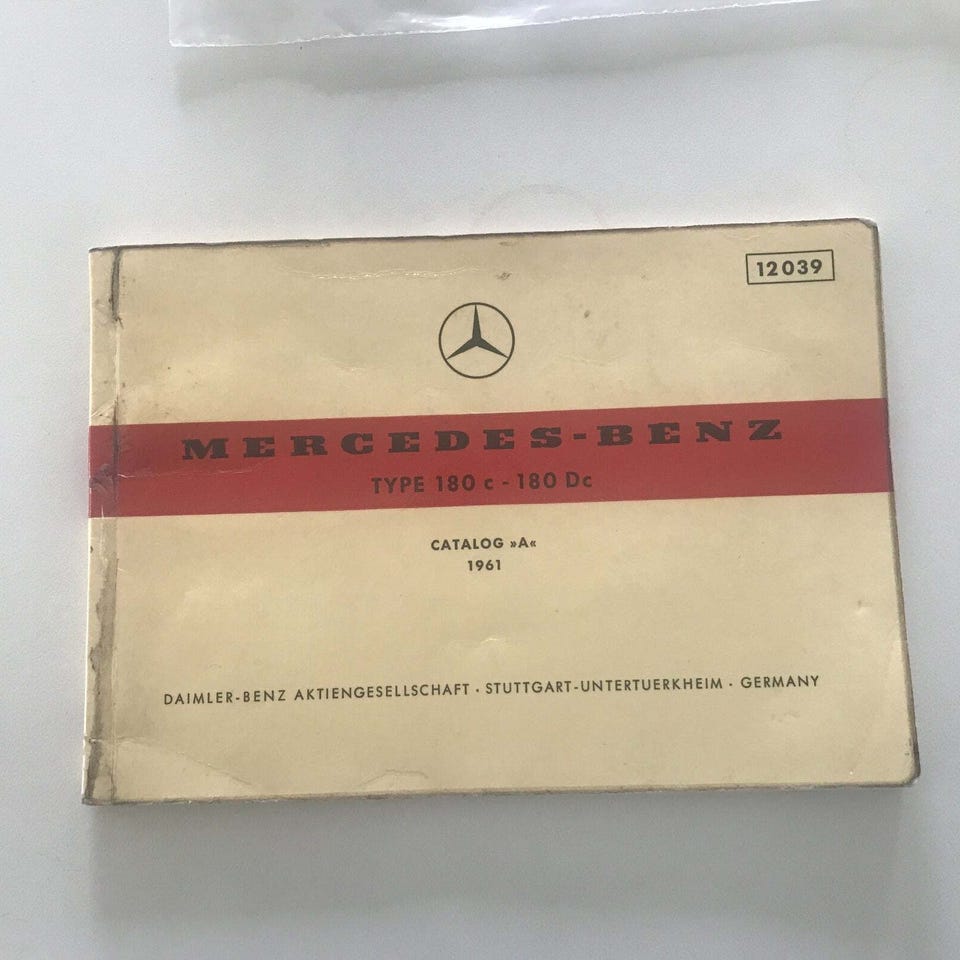 12039
MERCEDES-BENZ
TYPE 180 c - 180 Dc
CATALOG »A«
1961
DAIMLER-BENZ AKTIENGESELLSCHAFT · STUTTGART-UNTERTUERKHEIM · GERMANY